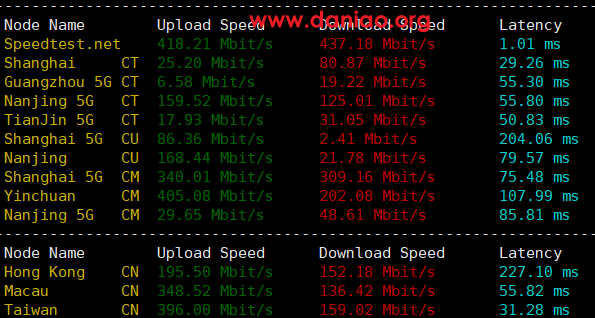 www.daniao.org
Node Name Upload Speed Download Speed Latency
Speedtest.net 418.21 Mbit/s 437.18 Mbit/s 1.01 ms
Shanghai CT 25.20 Mbit/s 80.87 Mbit/s 29.26 ms
Guangzhou 5G CT 6.58 Mbit/s 19.22 Mbit/s 55.30 ms
Nanjing 5G CT 159.52 Mbit/s 125.01 Mbit/s 55.80 ms
TianJin 5G CT 17.93 Mbit/s 31.05 Mbit/s 50.83 ms
Shanghai 5G CU 86.36 Mbit/s 2.41 Mbit/s 204.06 ms
Nanjing CU 168.44 Mbit/s 21.78 Mbit/s 79.57 ms
Shanghai 5G CM 340.01 Mbit/s 309.16 Mbit/s 75.48 ms
Yinchuan CM 405.08 Mbit/s 202.08 Mbit/s 107.99 ms
Nanjing 5G CM 29.65 Mbit/s 48.61 Mbit/s 85.81 ms
Node Name Upload Speed Download Speed Latency
Hong Kong CN 195.50 Mbit/s 152.18 Mbit/s 227.10 ms
Macau CN 348.52 Mbit/s 136.42 Mbit/s 55.82 ms
Taiwan CN 396.00 Mbit/s 159.02 Mbit/s 31.28 ms